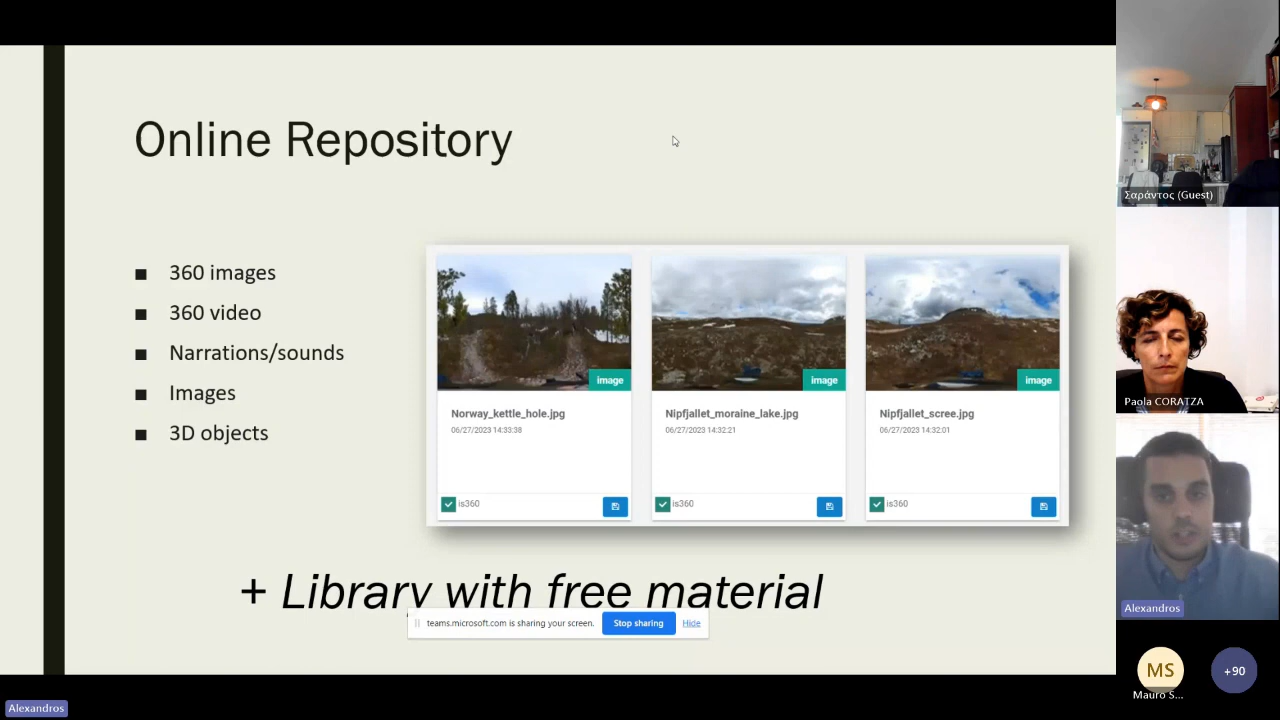 Online Repository
360 images
360 video
Narrations/sounds
Images
3D objects
image
image
image
Norway_kettle_hole.jpg
Nipfjallet_moraine_lake.jpg
Nipfjallet_scree.jpg
06/27/2023 14:33:38
06/27/2023 14:32:21
06/27/2023 14:32:01
is360
is360
is360
+ Library with free material
teams.microsoft.com is sharing your screen.
Stop sharing
Hide
Σαράντος (Guest)
Paola CORATZA
Alexandros
MS
+90
Mauro S...
Alexandros